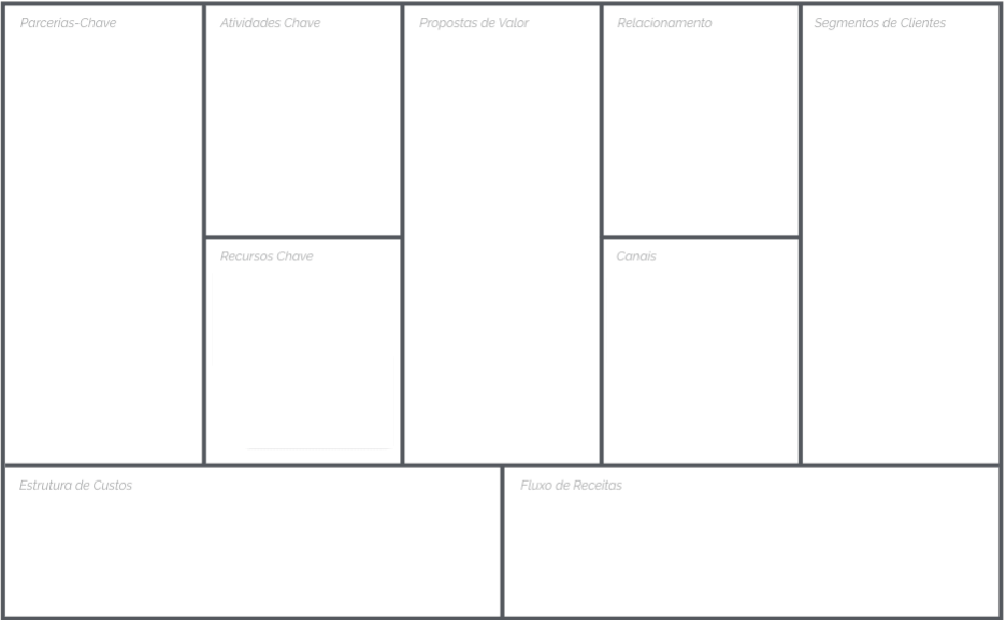 Parcerias-Chave
Atividades Chave
Propostas de Valor
Relacionamento
Segmentos de Clientes
Recursos Chave
Canais
Estrutura de Custos
Fluxo de Receitas